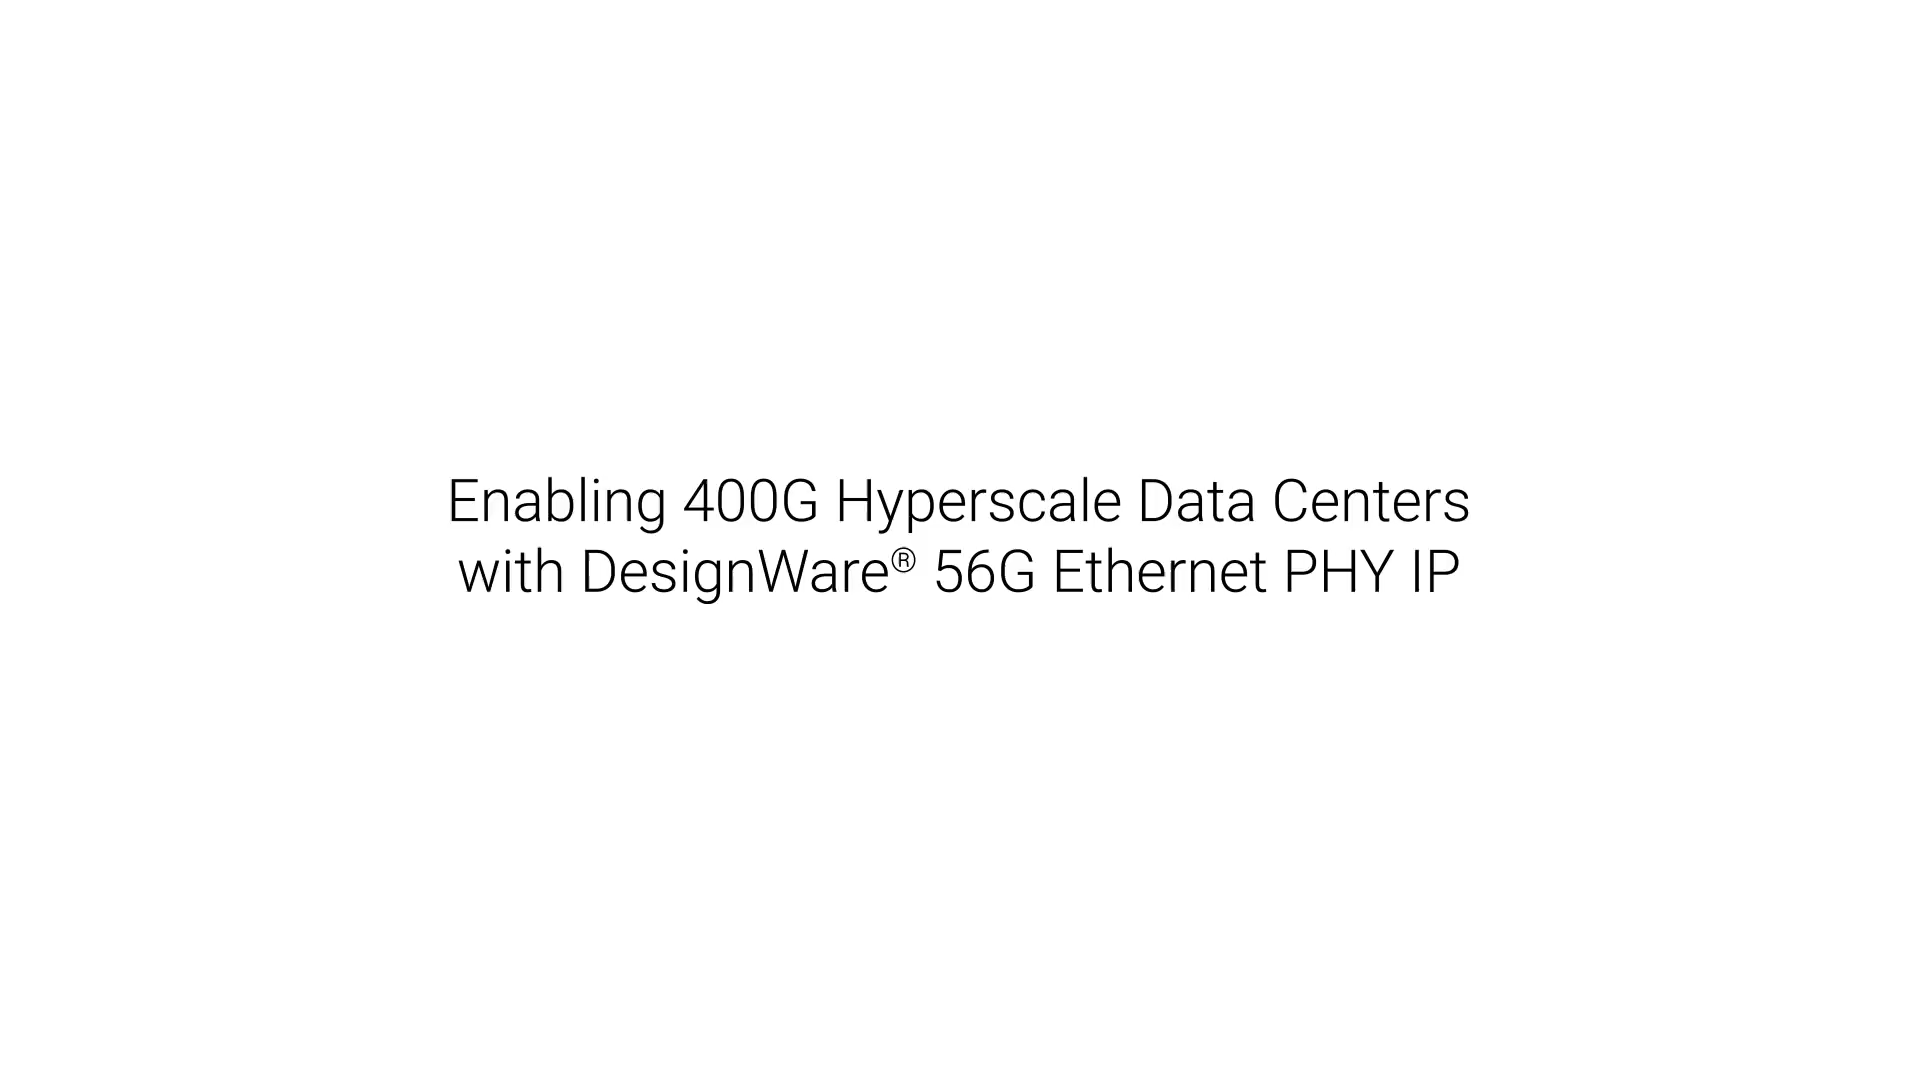 Enabling 400G Hyperscale Data Centers
with DesignWare® 56G Ethernet PHY IP